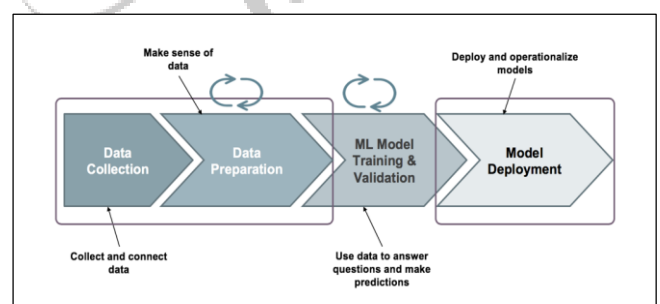 Make sense of
data
Deploy and operationalize
models
Data
Collection
Data
Preparation
ML Model
Training &
Validation
Model
Deployment
Collect and connect
data
Use data to answer
questions and make
predictions